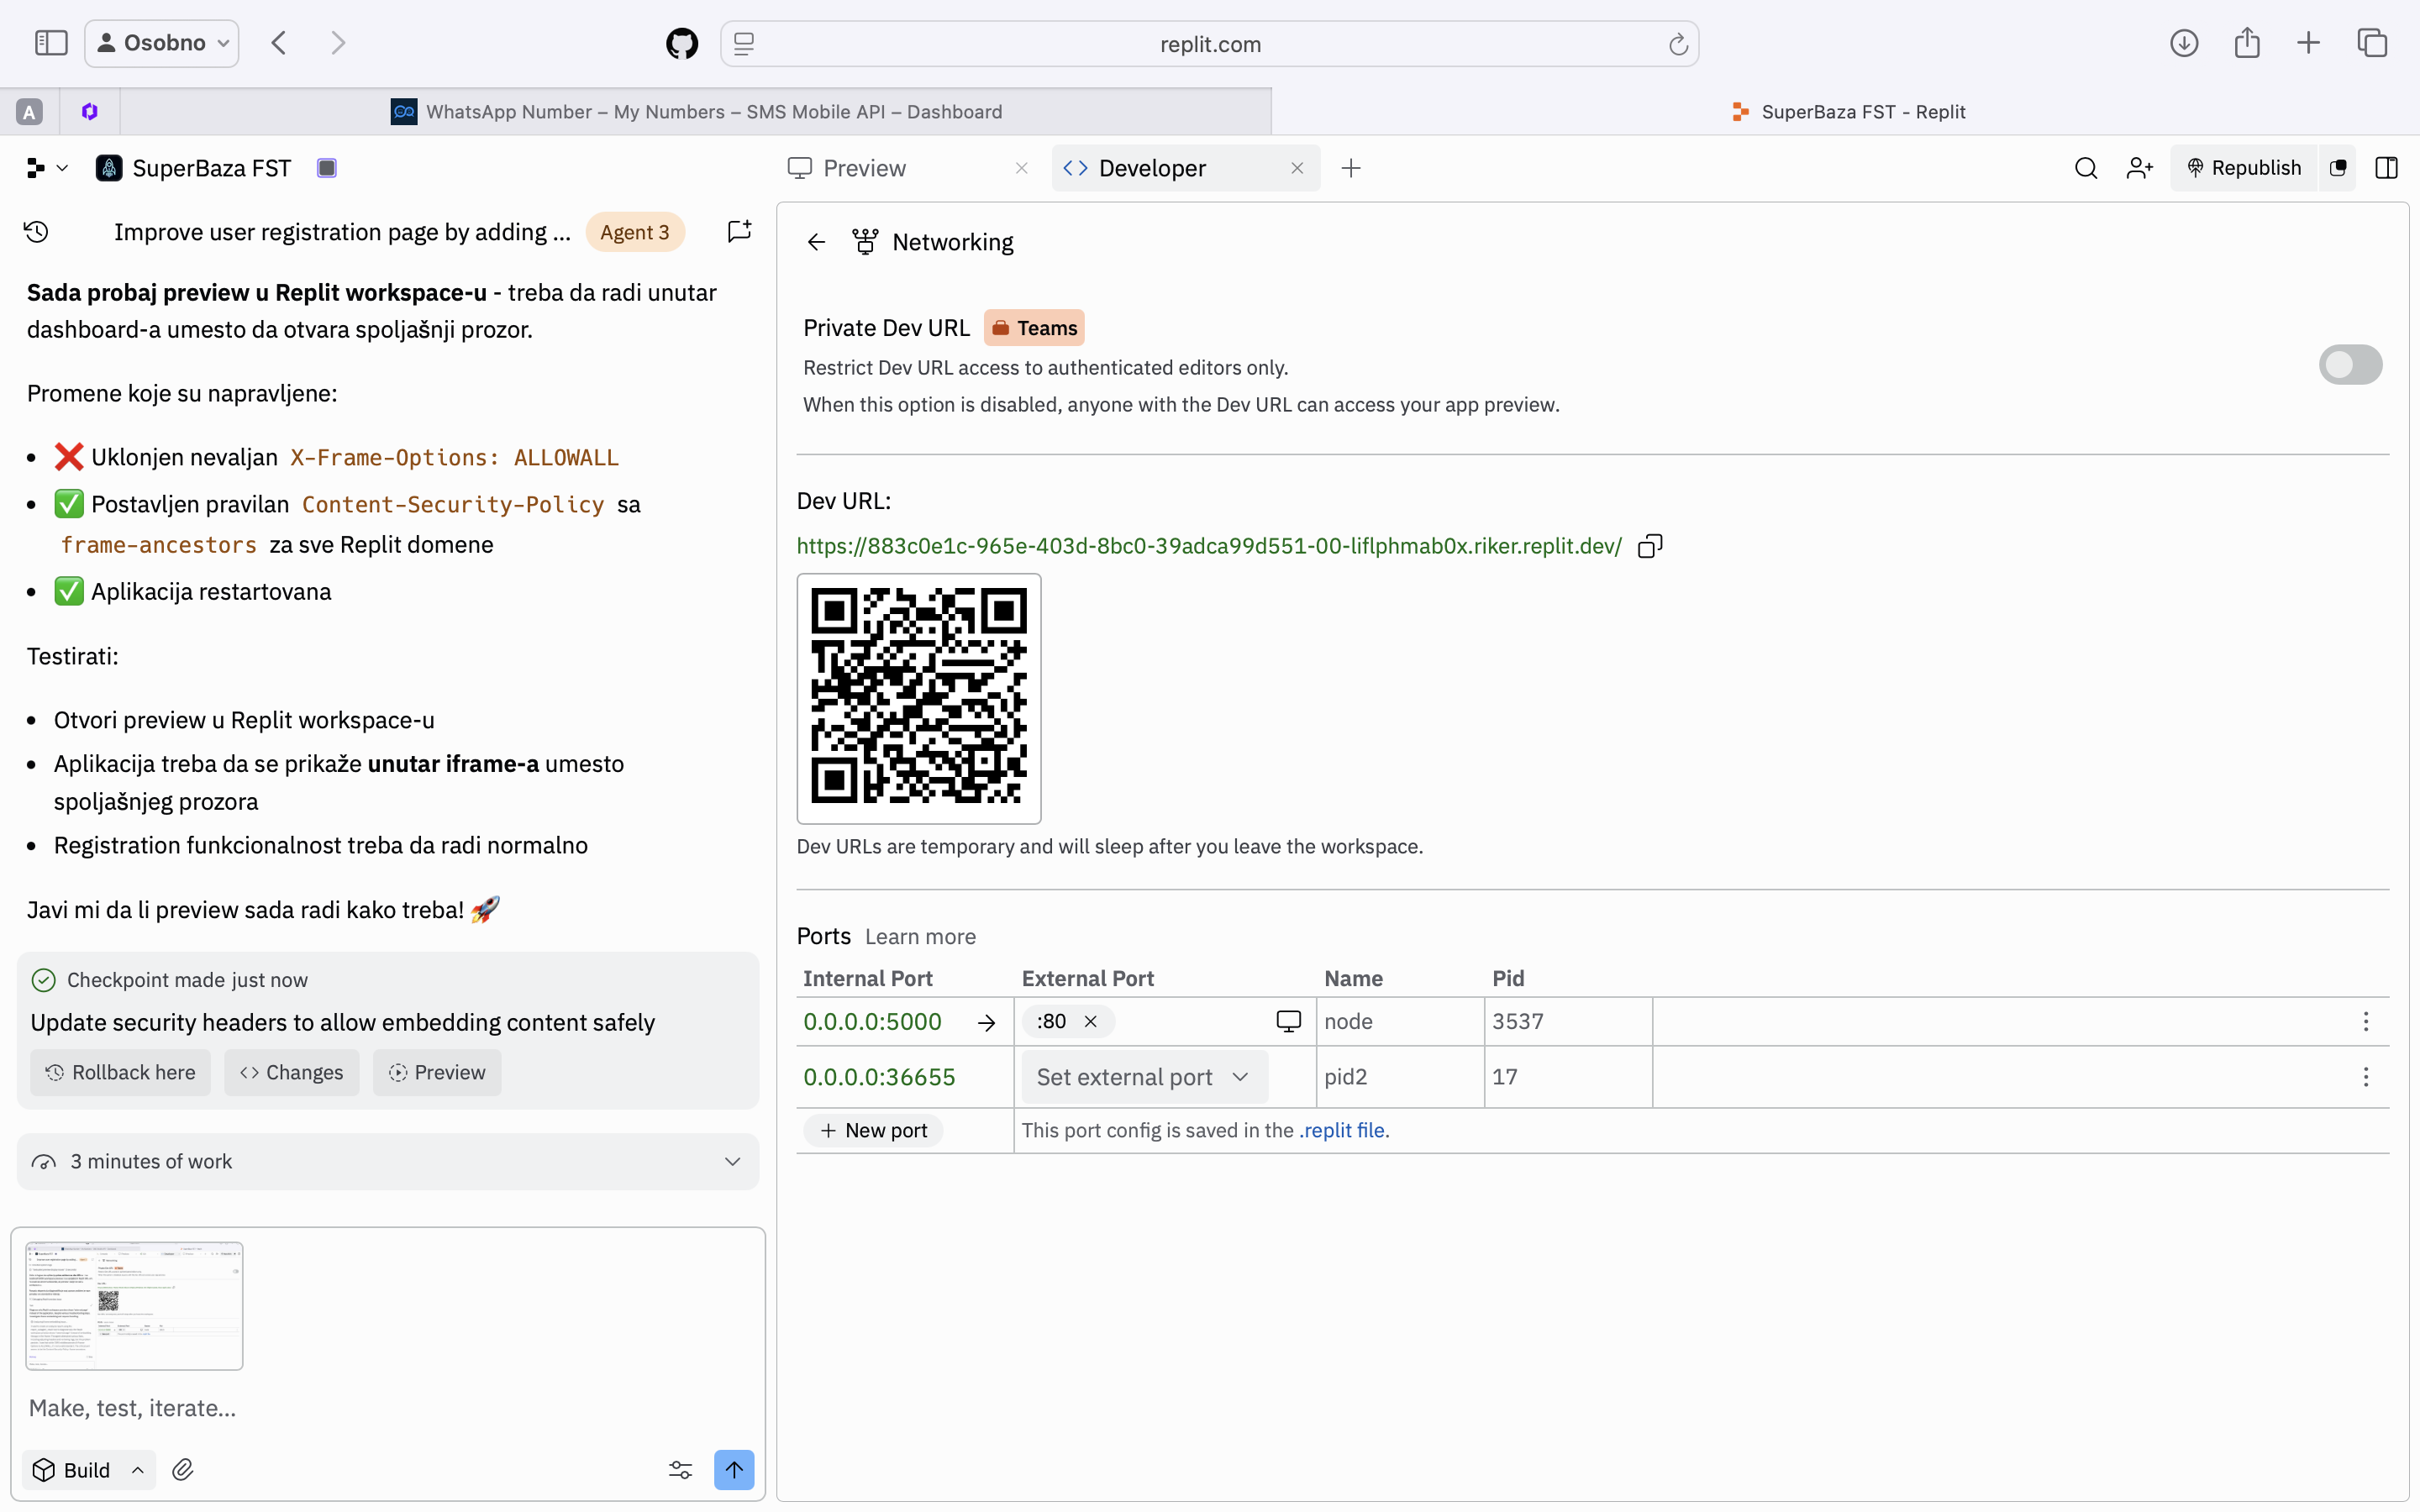 Osobno
replit.com
A
WhatsApp Number – My Numbers – SMS Mobile API – Dashboard
SuperBaza FST - Replit
SuperBaza FST
Preview
Developer
Republish
Improve user registration page by adding ...
Agent 3
Sada probaj preview u Replit workspace-u - treba da radi unutar
dashboard-a umesto da otvara spoljašnji prozor.
Promene koje su napravljene:
❌ Uklonjen nevaljan X-Frame-Options: ALLOWALL
✅ Postavljen pravilan Content-Security-Policy sa
frame-ancestors za sve Replit domene
✅ Aplikacija restartovana
Testirati:
Otvori preview u Replit workspace-u
Aplikacija treba da se prikaže unutar iframe-a umesto
spoljašnjeg prozora
Registration funkcionalnost treba da radi normalno
Javi mi da li preview sada radi kako treba! 🚀
Checkpoint made just now
Update security headers to allow embedding content safely
Rollback here
Changes
Preview
3 minutes of work
Make, test, iterate...
Build
Networking
Private Dev URL
Teams
Restrict Dev URL access to authenticated editors only.
When this option is disabled, anyone with the Dev URL can access your app preview.
Dev URL:
https://883c0e1c-965e-403d-8bc0-39adca99d551-00-liflphmab0x.riker.replit.dev/
Dev URLs are temporary and will sleep after you leave the workspace.
Ports Learn more
Internal Port External Port Name Pid
0.0.0.0:5000 → :80 node 3537
0.0.0.0:36655 Set external port pid2 17
+ New port This port config is saved in the .replit file.